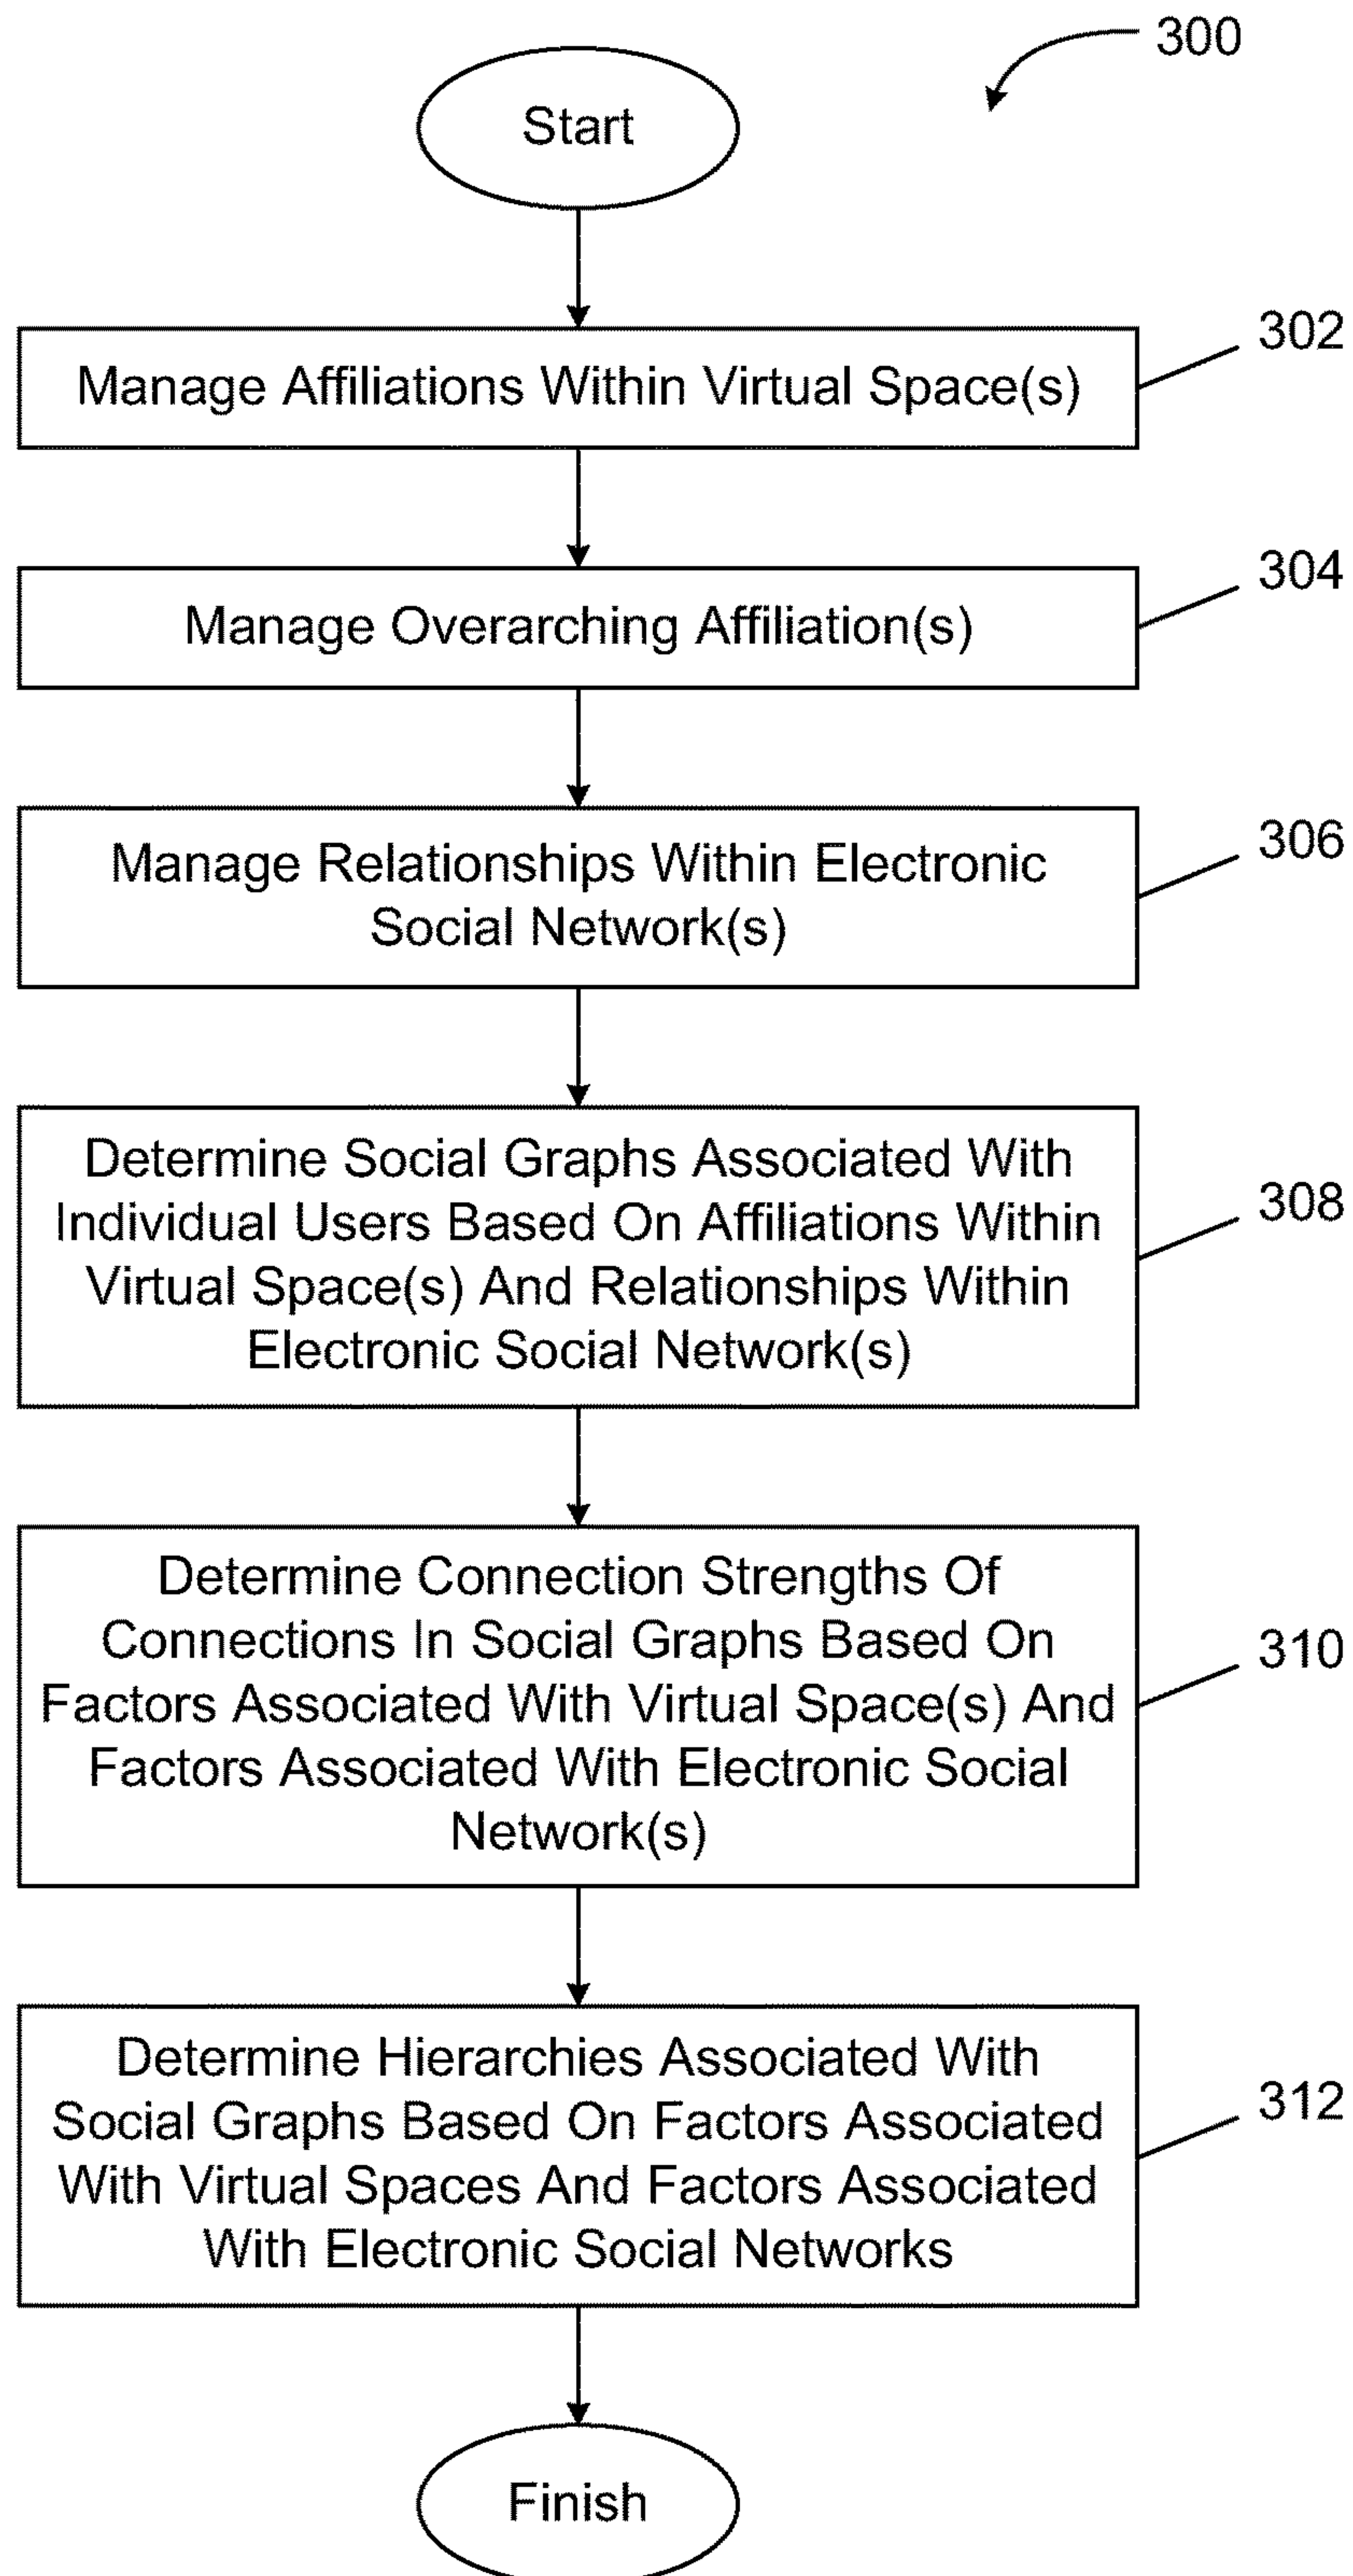 300
Start
302
Manage Affiliations Within Virtual Space(s)
304
Manage Overarching Affiliation(s)
306
Manage Relationships Within Electronic
Social Network(s)
308
Determine Social Graphs Associated With
Individual Users Based On Affiliations Within
Virtual Space(s) And Relationships Within
Electronic Social Network(s)
310
Determine Connection Strengths Of
Connections In Social Graphs Based On
Factors Associated With Virtual Space(s) And
Factors Associated With Electronic Social
Network(s)
312
Determine Hierarchies Associated With
Social Graphs Based On Factors Associated
With Virtual Spaces And Factors Associated
With Electronic Social Networks
Finish